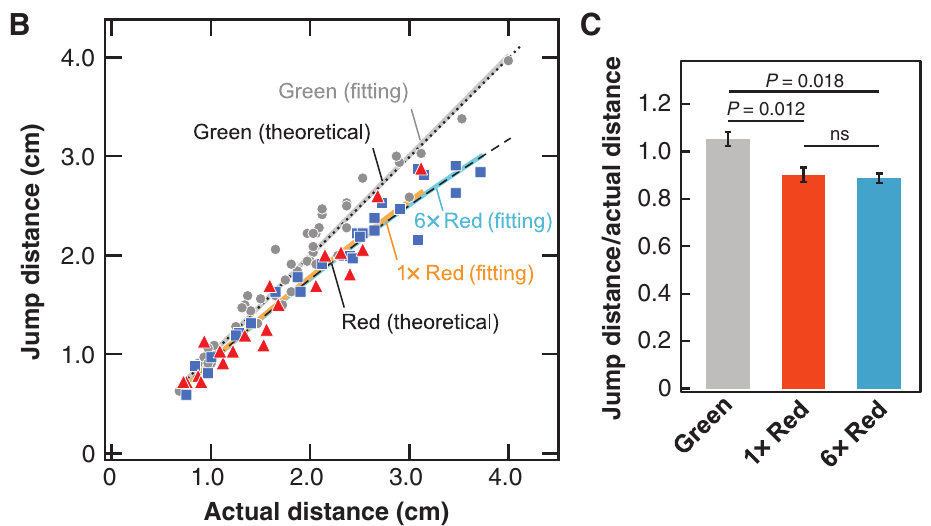 B
Jump distance (cm)
4.0
3.0
2.0
1.0
0
Green (fitting)
Green (theoretical)
6× Red (fitting)
1× Red (fitting)
Red (theoretical)
0
1.0
2.0
3.0
4.0
Actual distance (cm)
C
Jump distance/actual distance
1.2
1.0
0.8
0.6
0.4
0.2
0
P = 0.018
P = 0.012
ns
Green
1× Red
6× Red